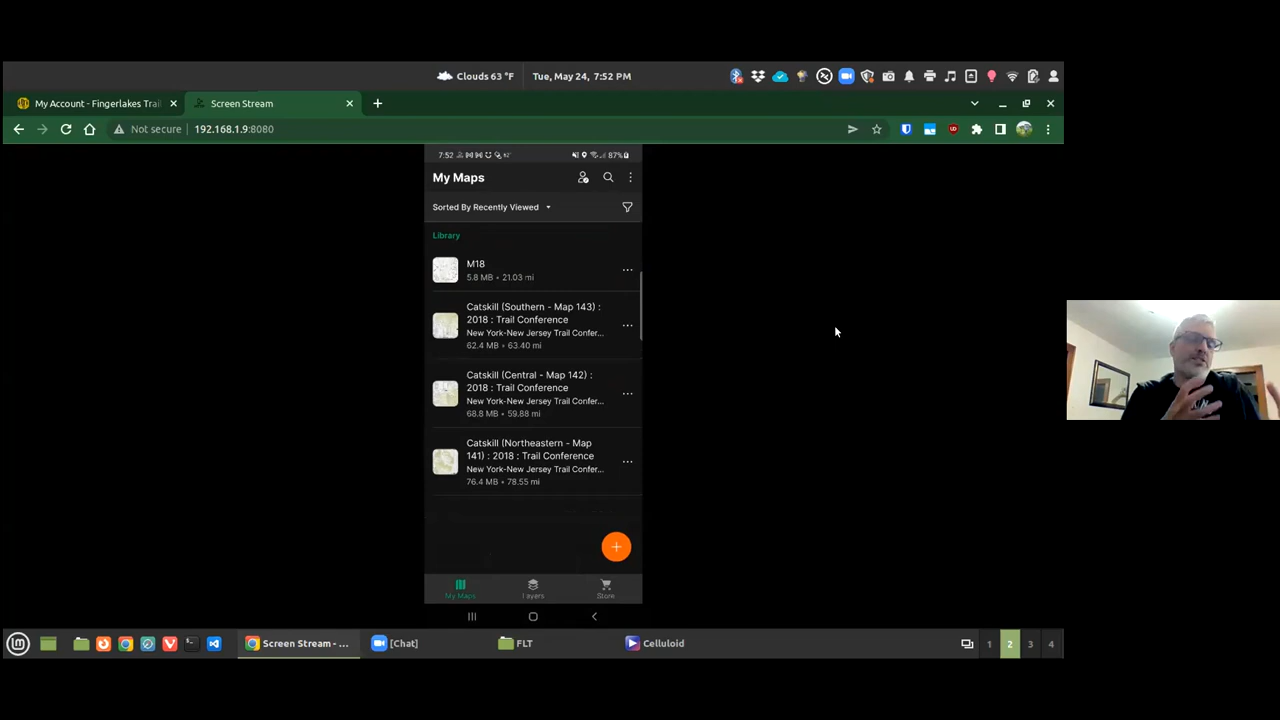 Clouds 63 °F
Tue, May 24, 7:52 PM
My Account - Fingerlakes Trail
Screen Stream
Not secure
192.168.1.9:8080
7:52
87%
My Maps
Sorted By Recently Viewed
Library
M18
5.8 MB • 21.03 mi
Catskill (Southern - Map 143) :
2018 : Trail Conference
New York-New Jersey Trail Confer...
62.4 MB • 63.40 mi
Catskill (Central - Map 142) :
2018 : Trail Conference
New York-New Jersey Trail Confer...
68.8 MB • 59.88 mi
Catskill (Northeastern - Map
141) : 2018 : Trail Conference
New York-New Jersey Trail Confer...
76.4 MB • 78.55 mi
My Maps
Layers
Store
Screen Stream - ...
[Chat]
FLT
Celluloid
1
2
3
4